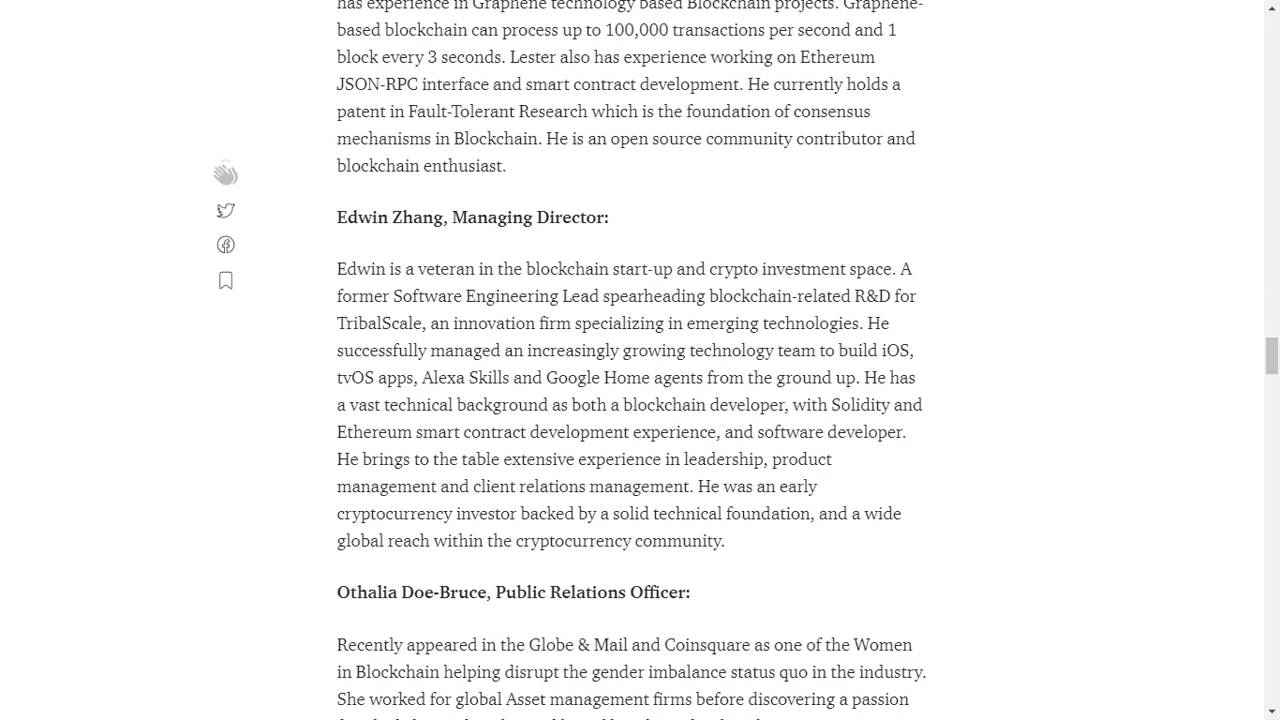 has experience in Graphene technology based Blockchain projects. Graphene-
based blockchain can process up to 100,000 transactions per second and 1
block every 3 seconds. Lester also has experience working on Ethereum
JSON-RPC interface and smart contract development. He currently holds a
patent in Fault-Tolerant Research which is the foundation of consensus
mechanisms in Blockchain. He is an open source community contributor and
blockchain enthusiast.
Edwin Zhang, Managing Director:
Edwin is a veteran in the blockchain start-up and crypto investment space. A
former Software Engineering Lead spearheading blockchain-related R&D for
TribalScale, an innovation firm specializing in emerging technologies. He
successfully managed an increasingly growing technology team to build iOS,
tvOS apps, Alexa Skills and Google Home agents from the ground up. He has
a vast technical background as both a blockchain developer, with Solidity and
Ethereum smart contract development experience, and software developer.
He brings to the table extensive experience in leadership, product
management and client relations management. He was an early
cryptocurrency investor backed by a solid technical foundation, and a wide
global reach within the cryptocurrency community.
Othalia Doe-Bruce, Public Relations Officer:
Recently appeared in the Globe & Mail and Coinsquare as one of the Women
in Blockchain helping disrupt the gender imbalance status quo in the industry.
She worked for global Asset management firms before discovering a passion